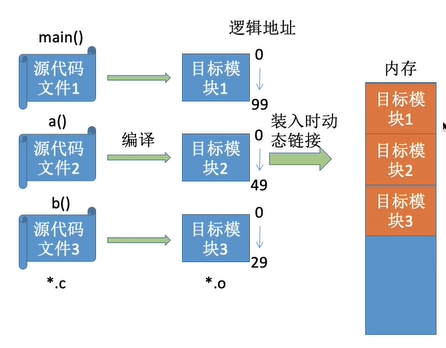 main()
源代码
文件1
目标模
块1
逻辑地址
0
99
a()
源代码
文件2
编译
目标模
块2
0
49
b()
源代码
文件3
目标模
块3
0
29
*.c
*.o
装入时动
态链接
内存
目标模
块1
目标模
块2
目标模
块3